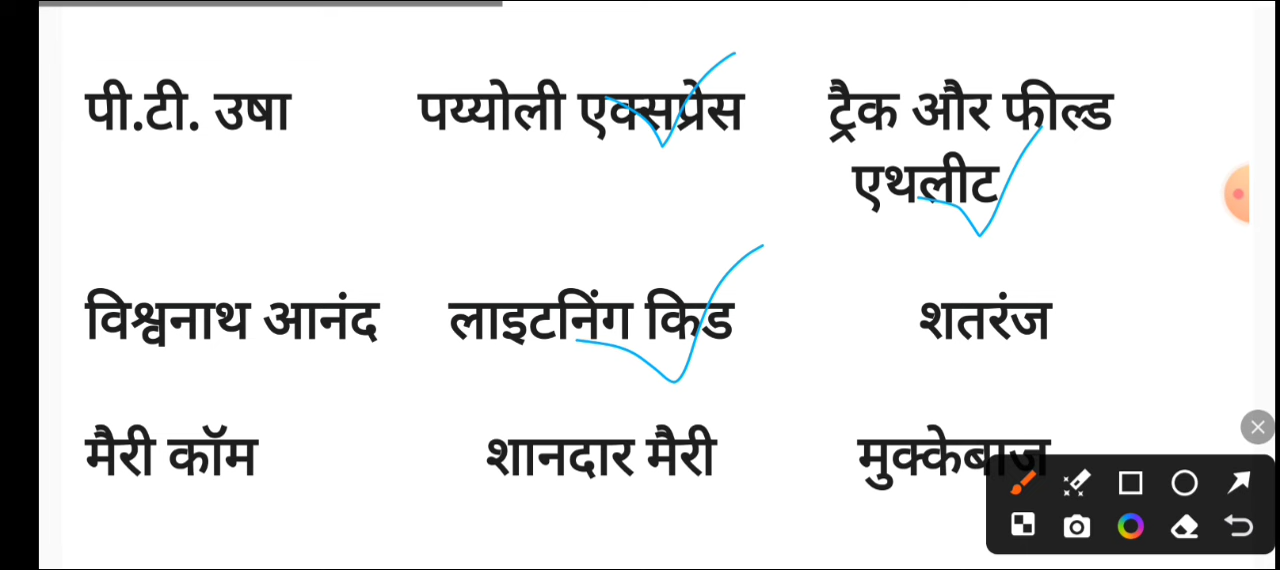 पी.टी. उषा पय्योली एक्सप्रेस ट्रैक और फील्ड
एथलीट
विश्वनाथ आनंद लाइटनिंग किड शतरंज
मैरी कॉम शानदार मैरी मुक्केबाज